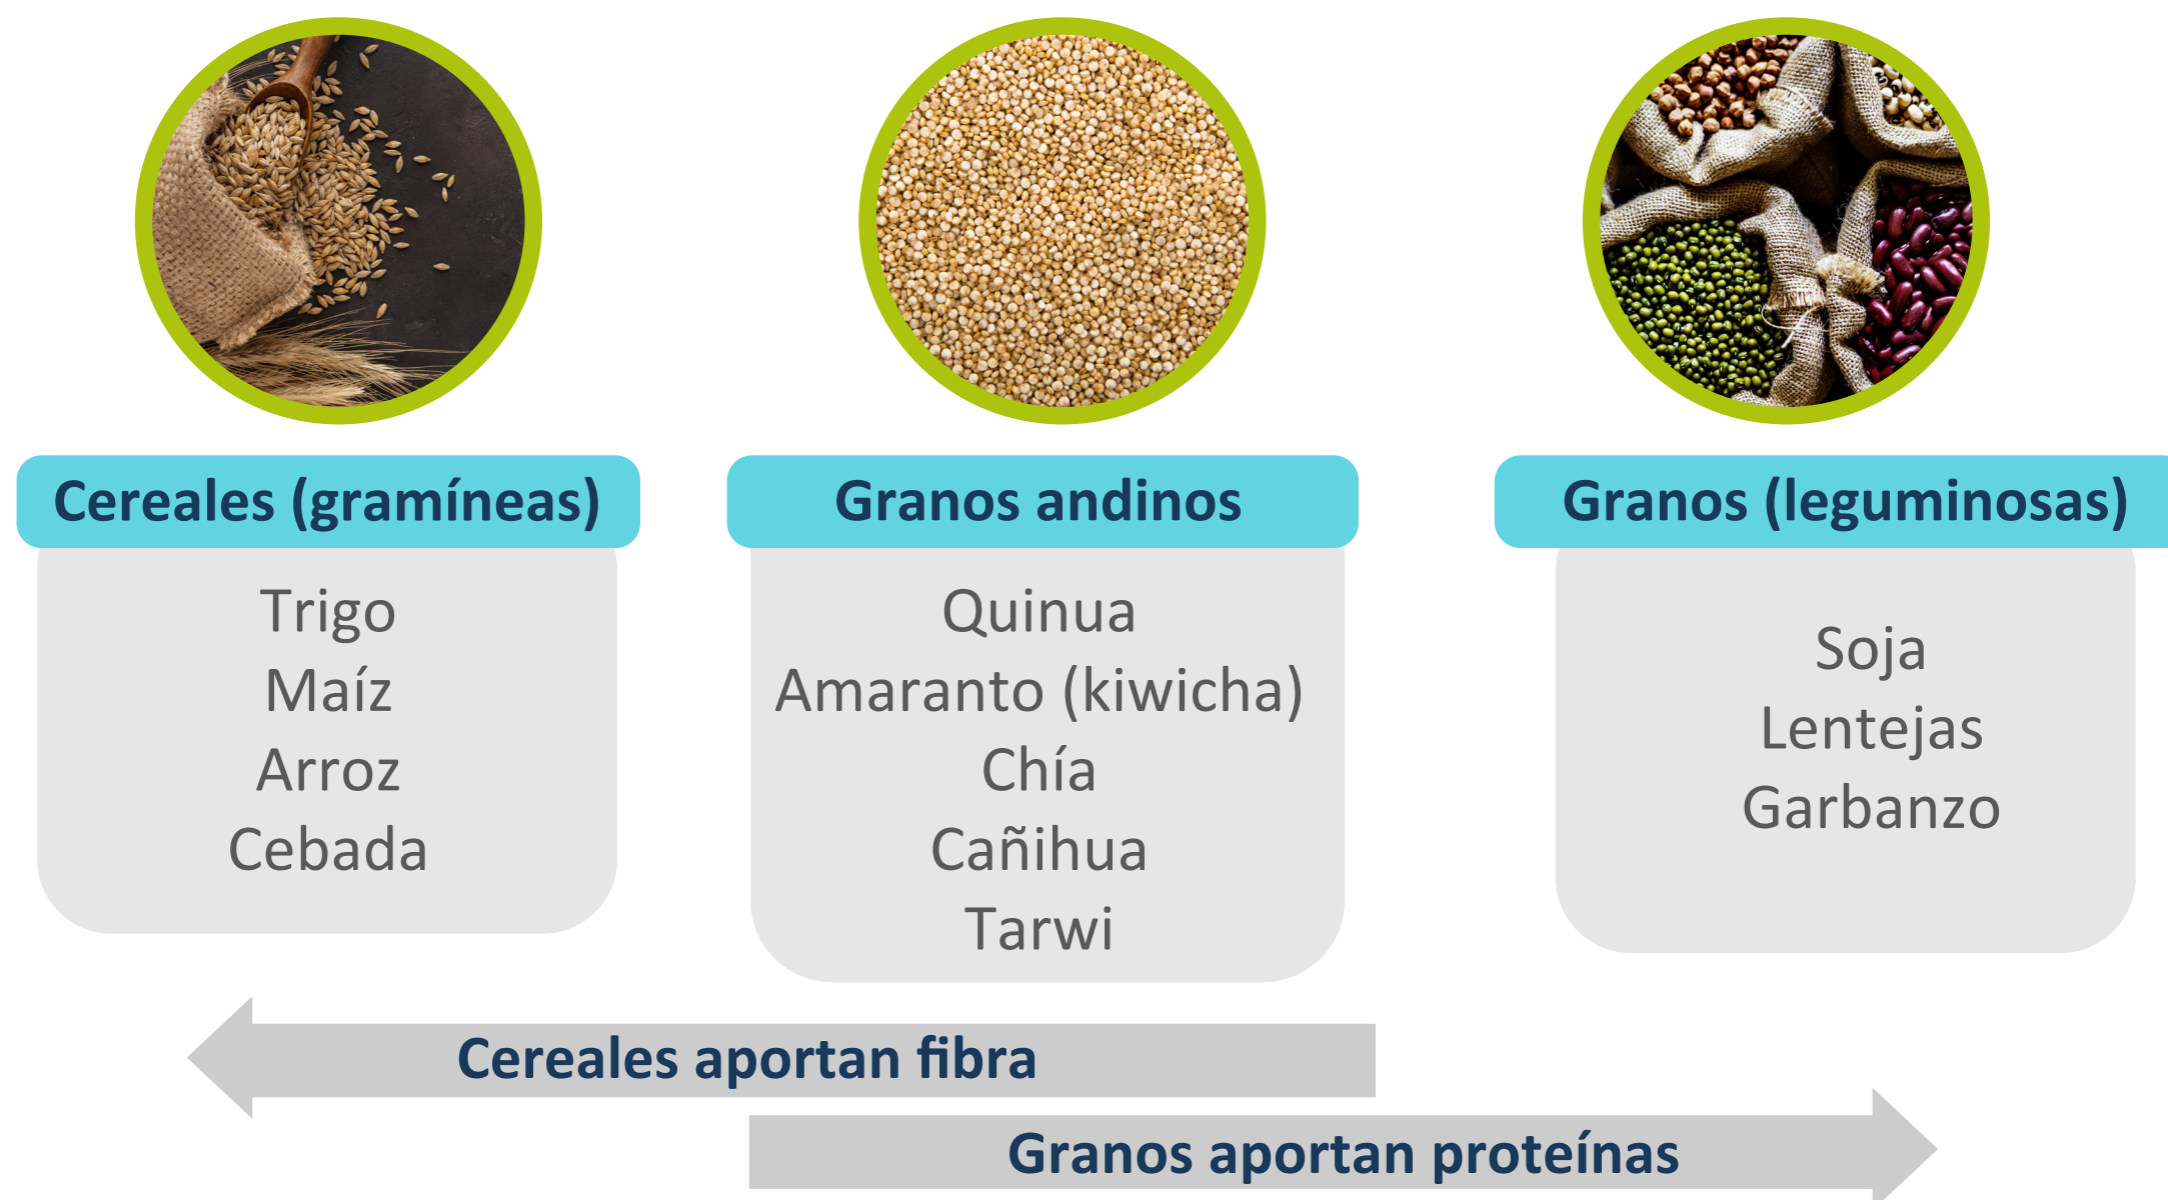 Cereales (gramíneas)
Trigo
Maíz
Arroz
Cebada
Granos andinos
Quinua
Amaranto (kiwicha)
Chía
Cañihua
Tarwi
Granos (leguminosas)
Soja
Lentejas
Garbanzo
Cereales aportan fibra
Granos aportan proteínas